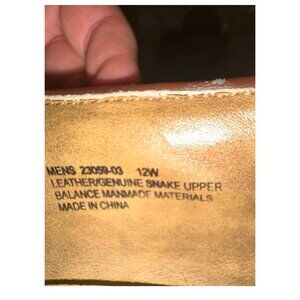 MENS 23059-03 12W
LEATHER/GENUINE SNAKE UPPER
BALANCE MANMADE MATERIALS
MADE IN CHINA